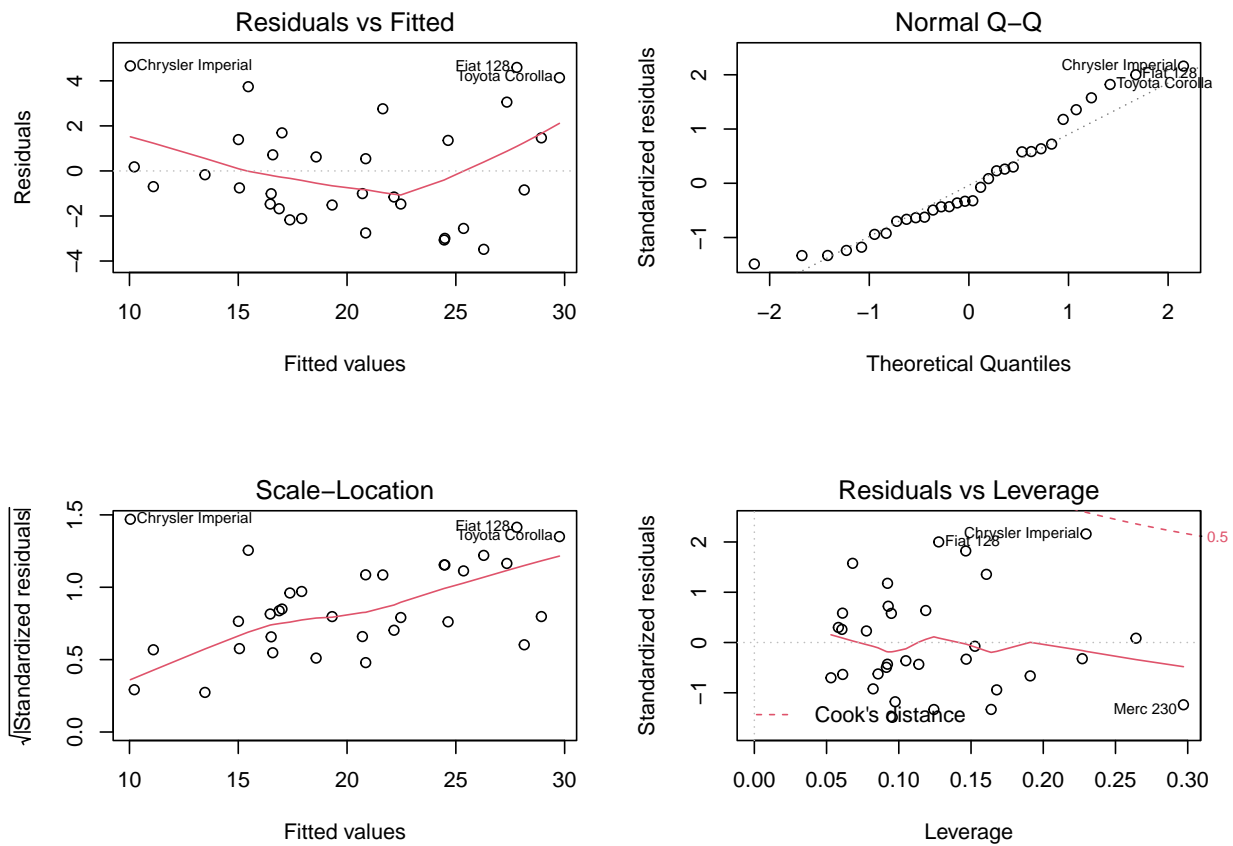 Residuals vs Fitted
Residuals
4
2
0
−2
−4
Chrysler Imperial
Fiat 128
Toyota Corolla
10
15
20
25
30
Fitted values
Normal Q−Q
Standardized residuals
2
1
0
−1
Chrysler Imperial
Fiat 128
Toyota Corolla
−2
−1
0
1
2
Theoretical Quantiles
Scale−Location
√|Standardized residuals|
1.5
1.0
0.5
0.0
Chrysler Imperial
Fiat 128
Toyota Corolla
10
15
20
25
30
Fitted values
Residuals vs Leverage
Standardized residuals
2
1
0
−1
Chrysler Imperial
Fiat 128
0.5
Merc 230
Cook's distance
0.00
0.05
0.10
0.15
0.20
0.25
0.30
Leverage